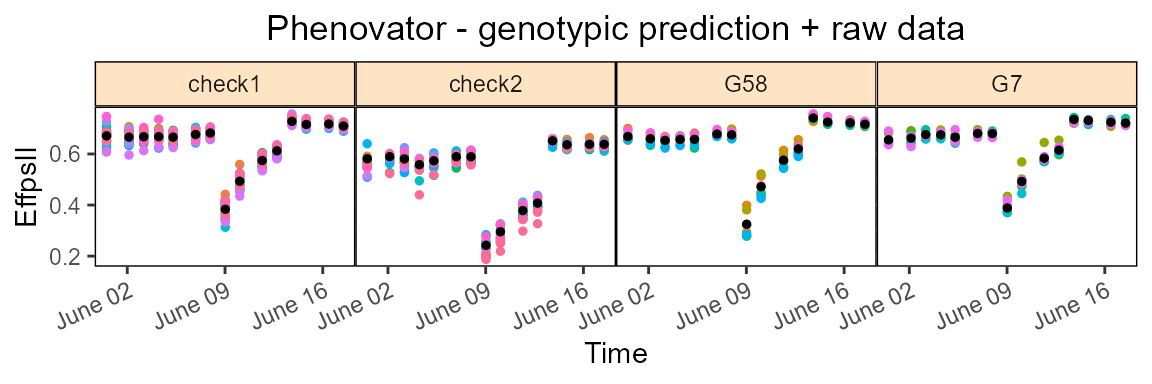 Phenovator - genotypic prediction + raw data
check1 check2 G58 G7
EffpsII
0.6
0.4
0.2
June 02 June 09 June 16 June 02 June 09 June 16 June 02 June 09 June 16 June 02 June 09 June 16
Time